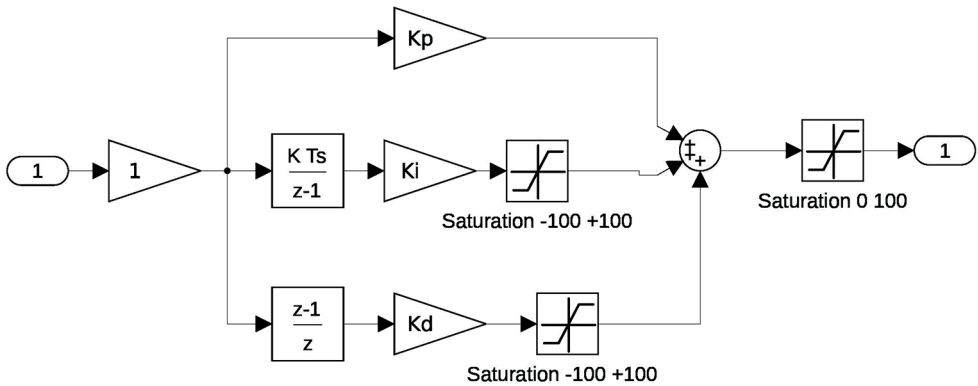 Kp
1
1
K Ts
z-1
Ki
+
+
+
1
Saturation -100 +100
Saturation 0 100
z-1
z
Kd
Saturation -100 +100